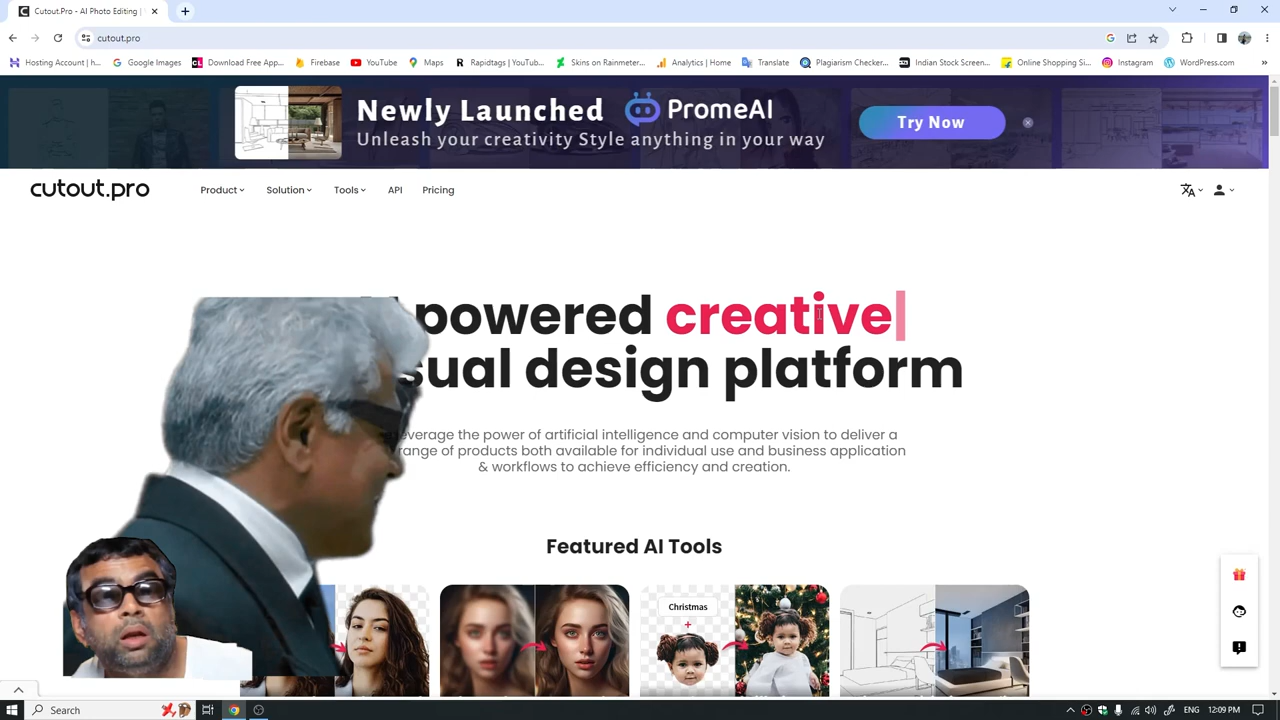 Cutout.Pro - AI Photo Editing |
cutout.pro
Hosting Account | h...
Google Images
Download Free App...
Firebase
YouTube
Maps
Rapidtags | YouTub...
Skins on Rainmeter...
Analytics | Home
Translate
Plagiarism Checker...
Indian Stock Screen...
Online Shopping Si...
Instagram
WordPress.com
Newly Launched PromeAI
Unleash your creativity Style anything in your way
Try Now
cutout.pro
Product
Solution
Tools
API
Pricing
powered creative
sual design platform
everage the power of artificial intelligence and computer vision to deliver a
range of products both available for individual use and business application
& workflows to achieve efficiency and creation.
Featured AI Tools
Christmas
+
Search
ENG
12:09 PM